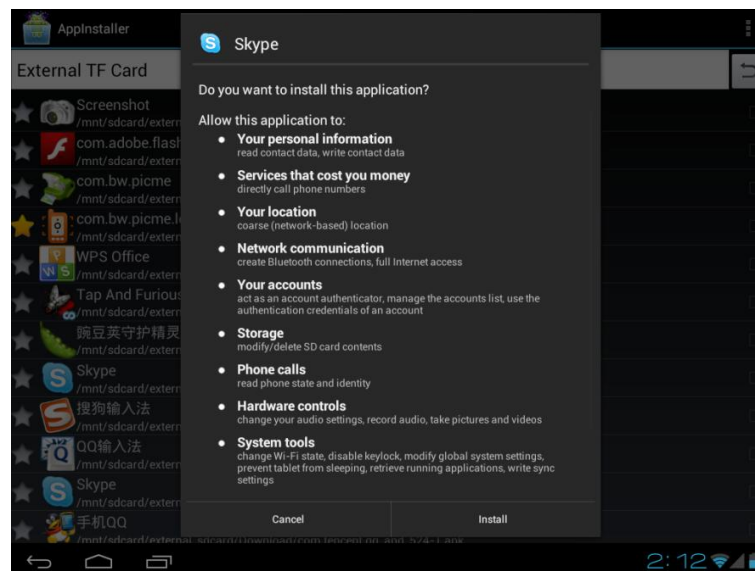 AppInstaller
External TF Card
Screenshot
/mnt/sdcard/extern
com.adobe.flash
/mnt/sdcard/extern
com.bw.picme
/mnt/sdcard/extern
com.bw.picme.l
/mnt/sdcard/extern
WPS Office
/mnt/sdcard/extern
Tap And Furious
/mnt/sdcard/extern
豌豆荚守护精灵
/mnt/sdcard/extern
Skype
/mnt/sdcard/extern
搜狗输入法
/mnt/sdcard/extern
QQ输入法
/mnt/sdcard/extern
Skype
/mnt/sdcard/extern
手机QQ
Skype
Do you want to install this application?
Allow this application to:
● Your personal information
read contact data, write contact data
● Services that cost you money
directly call phone numbers
● Your location
coarse (network-based) location
● Network communication
create Bluetooth connections, full Internet access
● Your accounts
act as an account authenticator, manage the accounts list, use the
authentication credentials of an account
● Storage
modify/delete SD card contents
● Phone calls
read phone state and identity
● Hardware controls
change your audio settings, record audio, take pictures and videos
● System tools
change Wi-Fi state, disable keylock, modify global system settings,
prevent tablet from sleeping, retrieve running applications, write sync
settings
Cancel Install
2:12